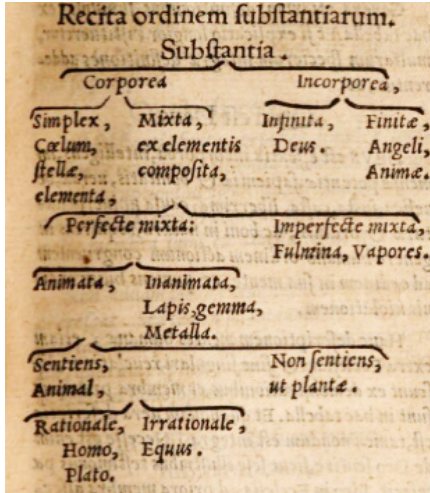 Recita ordinem ſubſtantiarum.
Subſtantia.
Corporea Incorporea,
Simplex, Mixta, Infinita, Finitæ,
Cœlum, ex elementis Deus. Angeli,
ſtellæ, compoſita, Animæ.
elementa,
Perfecte mixta: Imperfecte mixta,
Fulmina, Vapores.
Animata, Inanimata,
Lapis, gemma,
Metalla.
Sentiens, Non ſentiens,
Animal, ut plantæ.
Rationale, Irrationale,
Homo, Equus.
Plato.